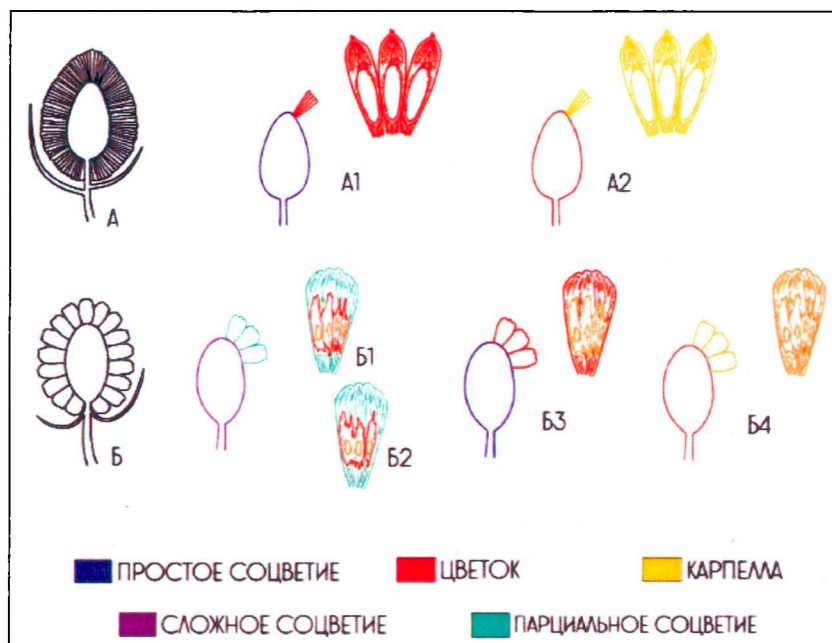 А
А1
А2
Б
Б1
Б2
Б3
Б4
ПРОСТОЕ СОЦВЕТИЕ ЦВЕТОК КАРПЕЛЛА
СЛОЖНОЕ СОЦВЕТИЕ ПАРЦИАЛЬНОЕ СОЦВЕТИЕ